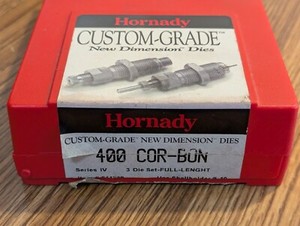 Hornady
CUSTOM-GRADE™
New Dimension Dies
Hornady
CUSTOM-GRADE NEW DIMENSION DIES
400 COR-BON
Series IV 3 Die Set-FULL-LENGHT